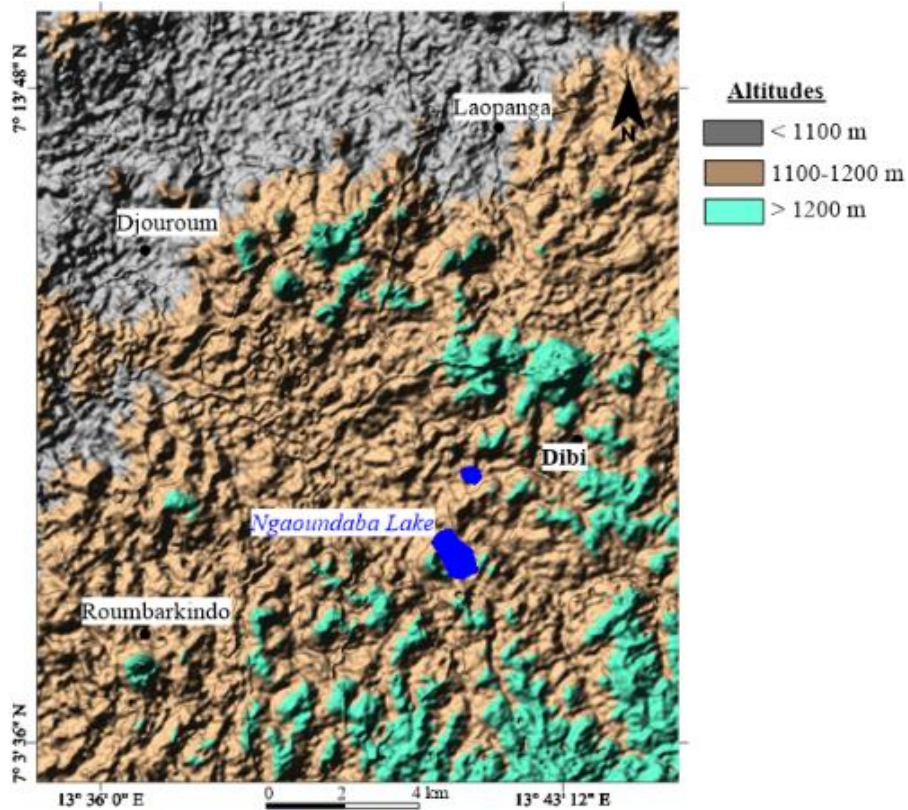 7° 13' 48" N
Laopanga
N
Djouroum
Dibi
Ngaoundaba Lake
Roumbarkindo
7° 3' 36" N
13° 36' 0" E
0 2 4 km
13° 43' 12" E
Altitudes
< 1100 m
1100-1200 m
> 1200 m